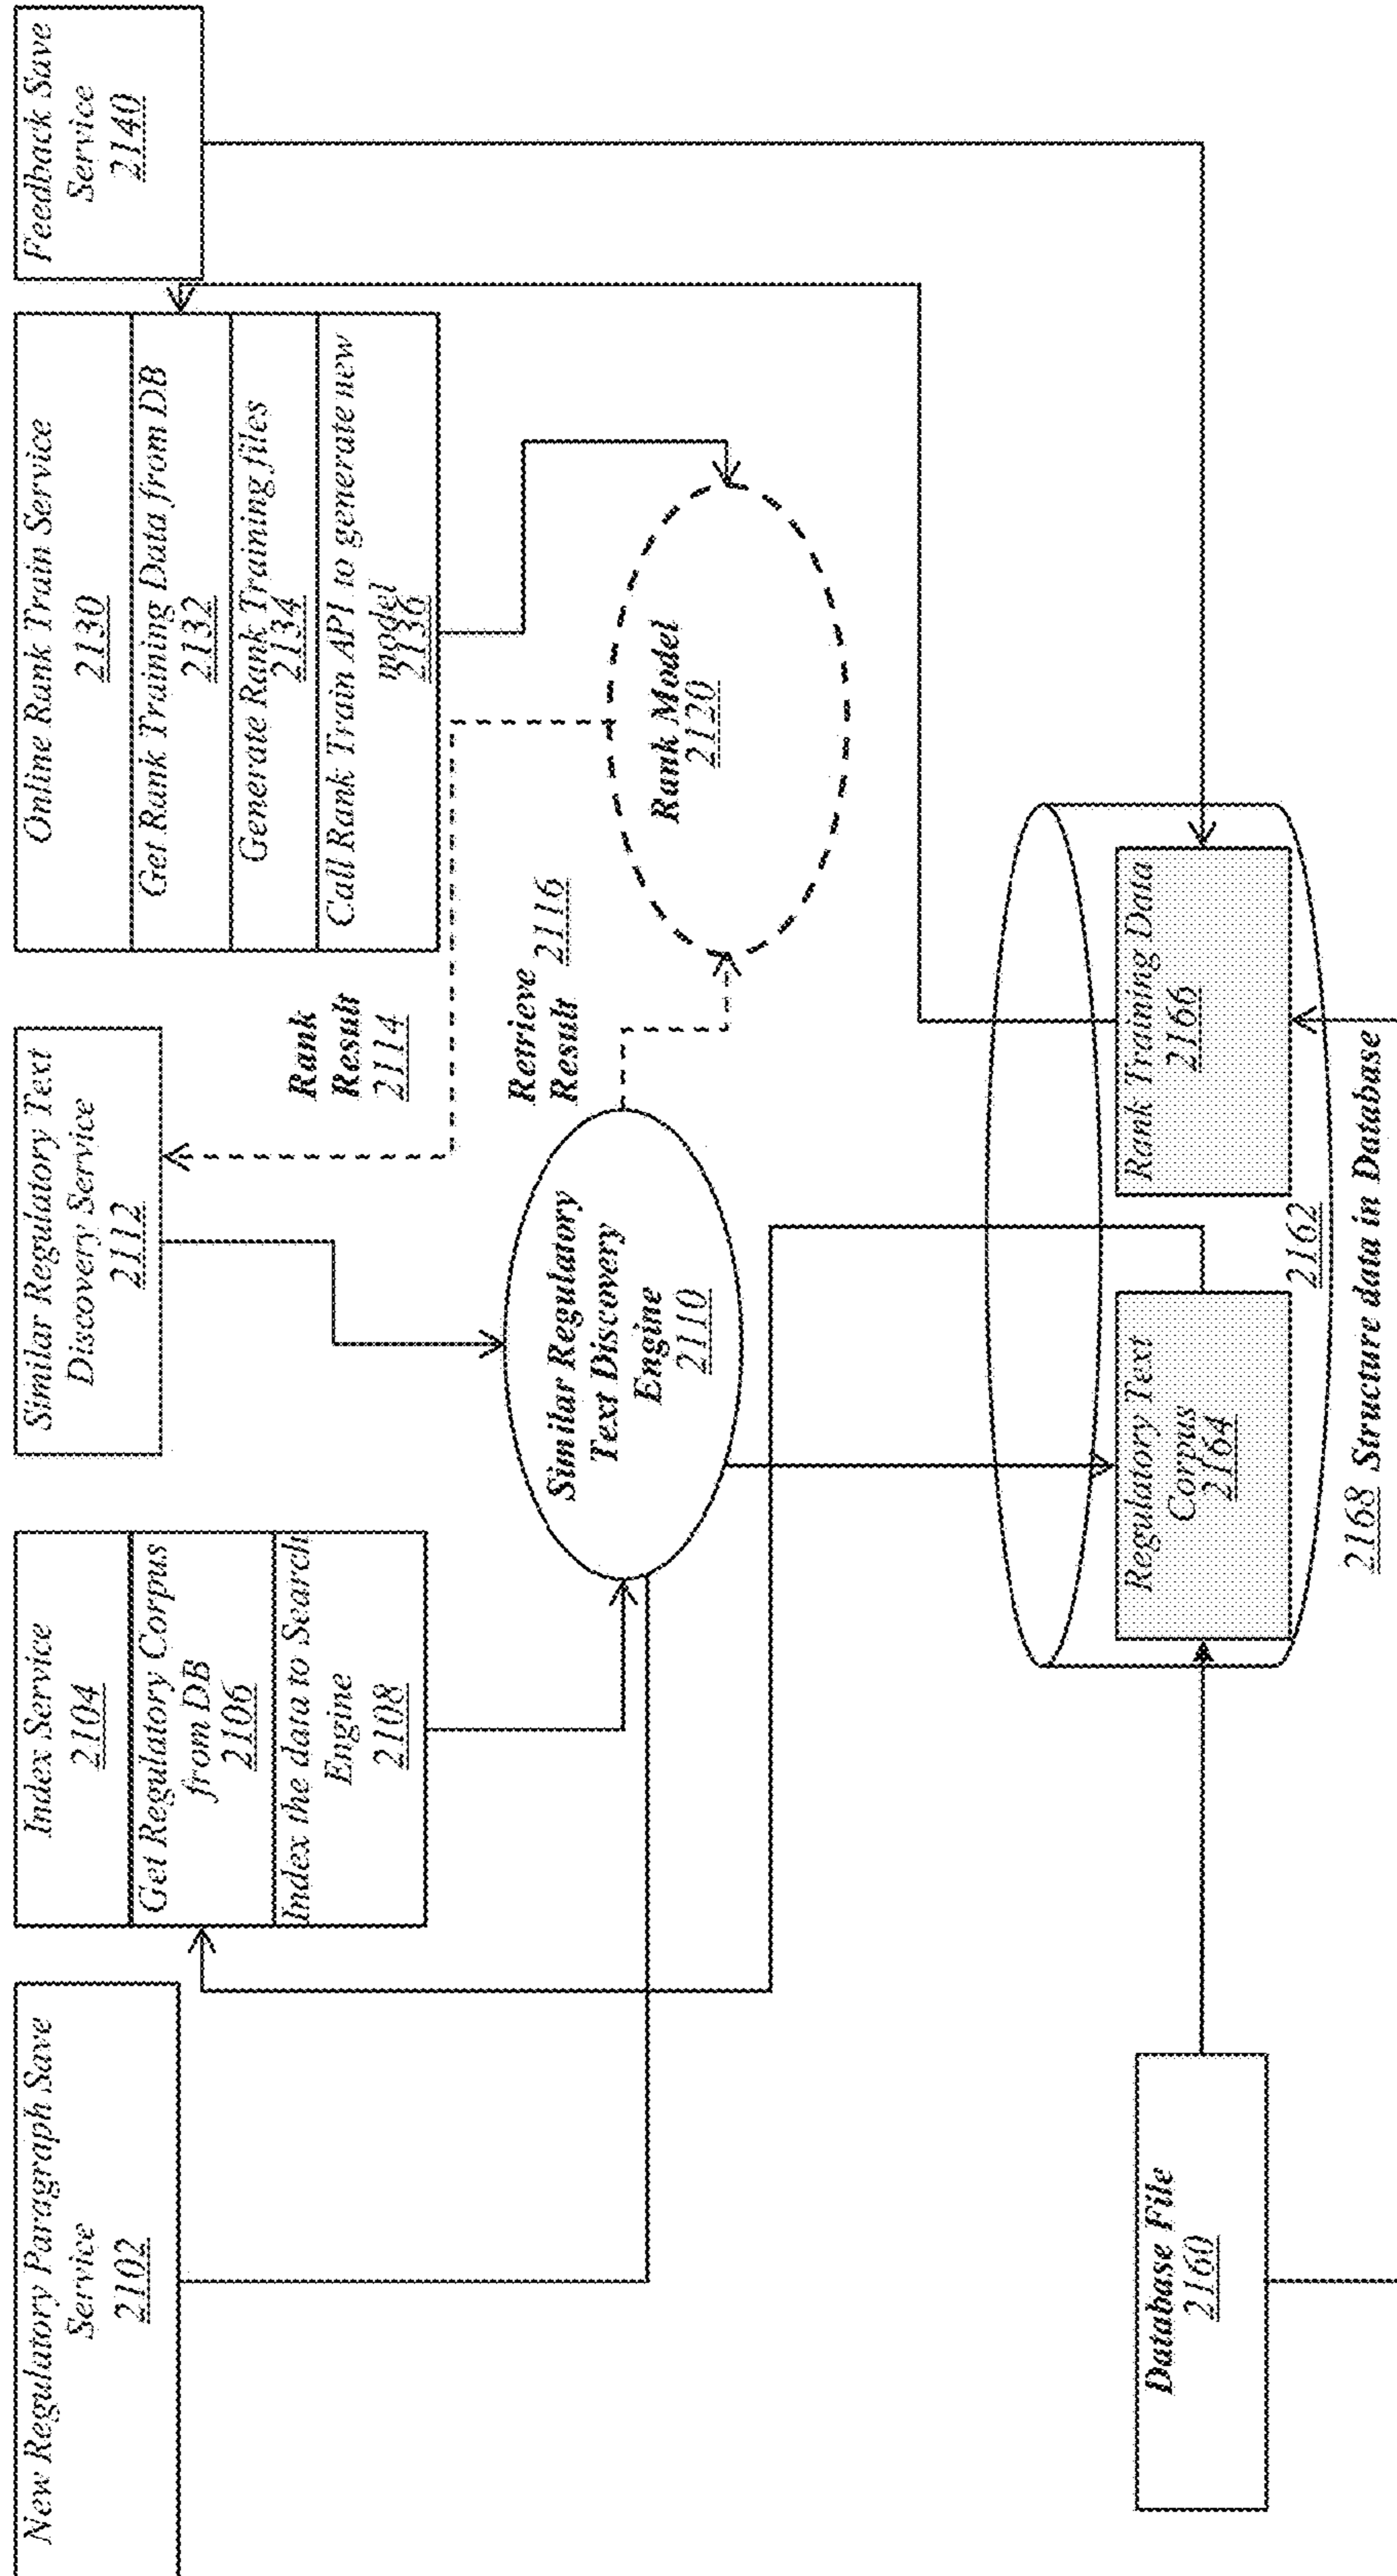 New Regulatory Paragraph Save
Service
2102
Index Service
2104
Get Regulatory Corpus
from DB
2106
Index the data to Search
Engine
2108
Similar Regulatory Text
Discovery Service
2112
Online Rank Train Service
2130
Get Rank Training Data from DB
2132
Generate Rank Training files
2134
Call Rank Train API to generate new
model
2136
Feedback Save
Service
2140
Rank
Result
2114
Retrieve
Result 2116
Similar Regulatory
Text Discovery
Engine
2110
Rank Model
2120
Database File
2160
Regulatory Text
Corpus
2164
Rank Training Data
2166
2162
2168 Structure data in Database